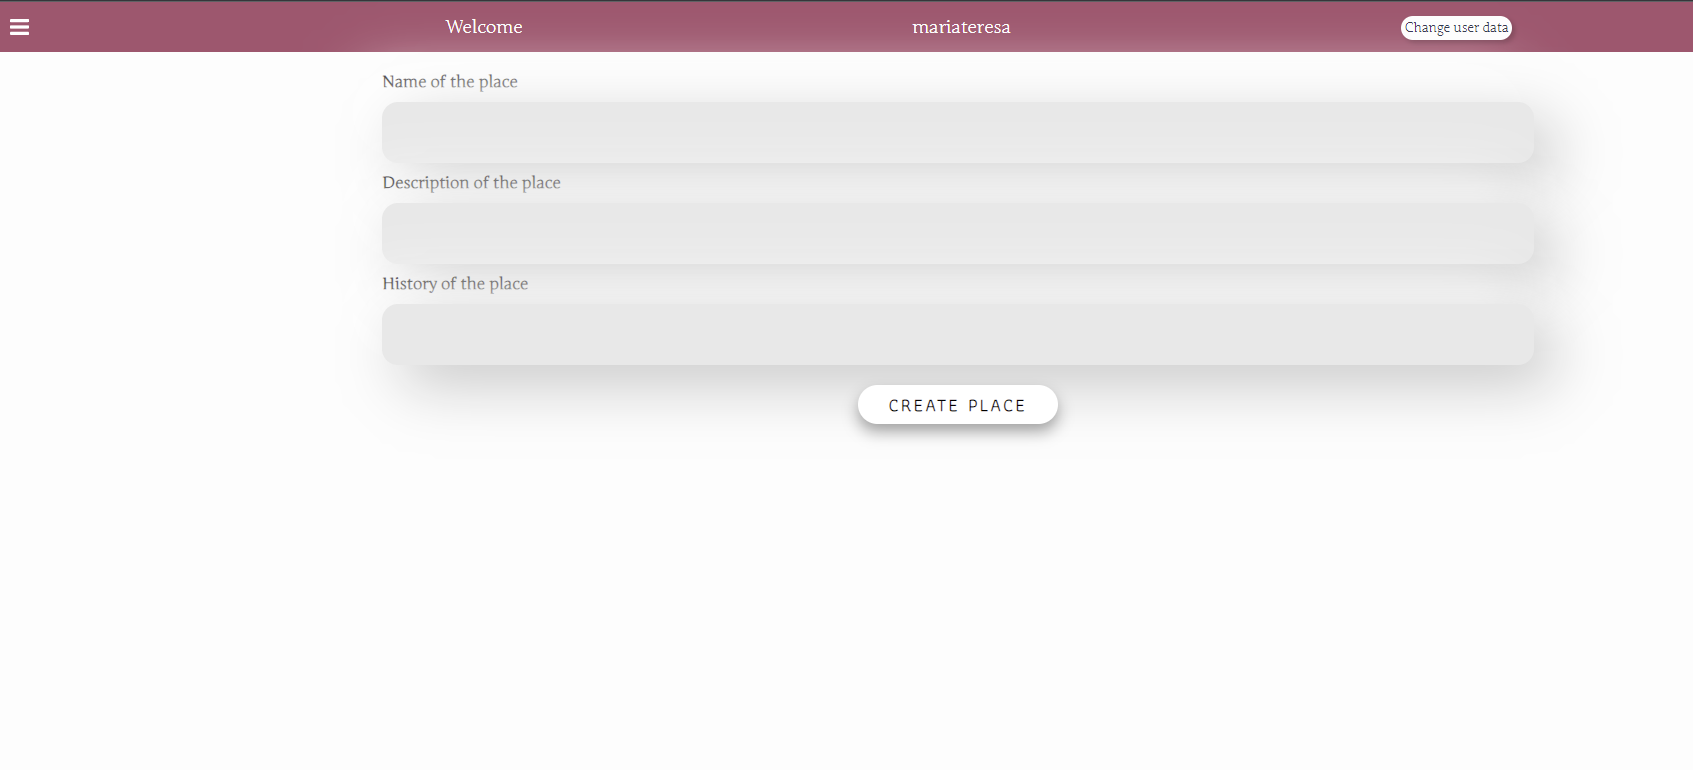 Welcome
mariateresa
Change user data
Name of the place
Description of the place
History of the place
CREATE PLACE